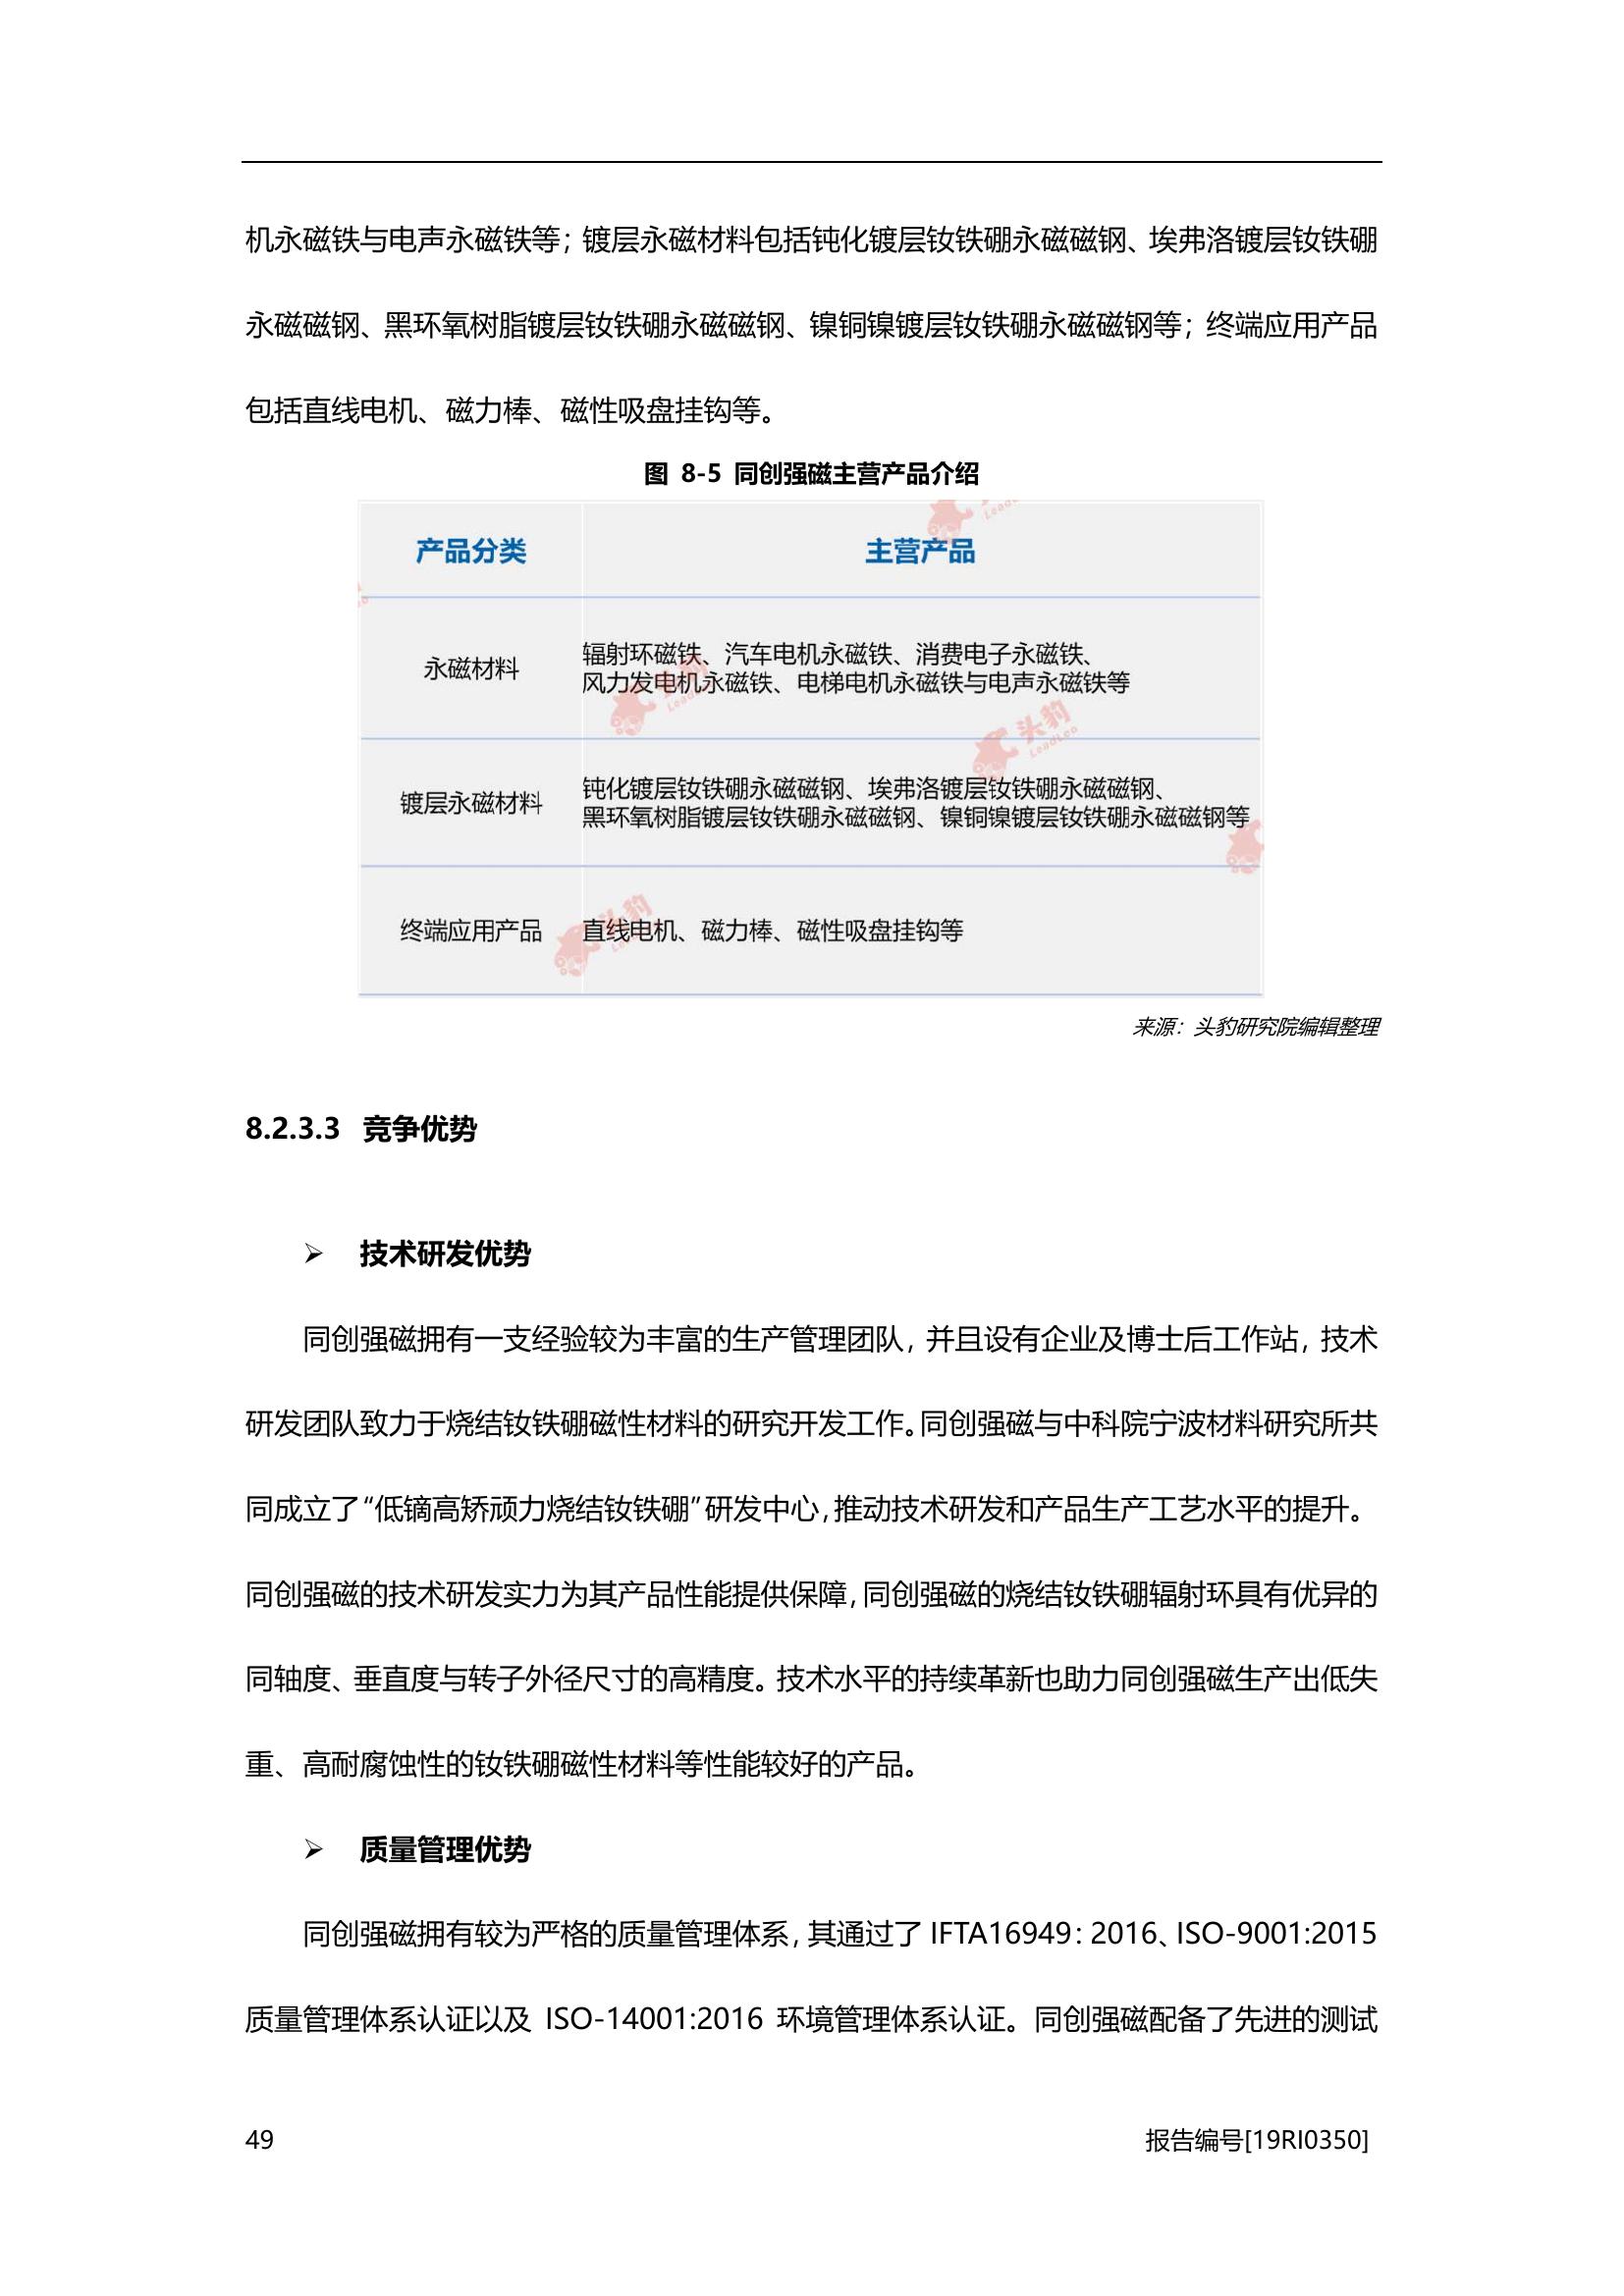 机永磁铁与电声永磁铁等；镀层永磁材料包括钝化镀层钕铁硼永磁磁钢、埃弗洛镀层钕铁硼
永磁磁钢、黑环氧树脂镀层钕铁硼永磁磁钢、镍铜镍镀层钕铁硼永磁磁钢等；终端应用产品
包括直线电机、磁力棒、磁性吸盘挂钩等。
图 8-5 同创强磁主营产品介绍
产品分类 主营产品
永磁材料
辐射环磁铁、汽车电机永磁铁、消费电子永磁铁、
风力发电机永磁铁、电梯电机永磁铁与电声永磁铁等
镀层永磁材料
钝化镀层钕铁硼永磁磁钢、埃弗洛镀层钕铁硼永磁磁钢、
黑环氧树脂镀层钕铁硼永磁磁钢、镍铜镍镀层钕铁硼永磁磁钢等
终端应用产品 直线电机、磁力棒、磁性吸盘挂钩等
头豹
LeadLeo
来源：头豹研究院编辑整理
8.2.3.3 竞争优势
➢ 技术研发优势
同创强磁拥有一支经验较为丰富的生产管理团队，并且设有企业及博士后工作站，技术
研发团队致力于烧结钕铁硼磁性材料的研究开发工作。同创强磁与中科院宁波材料研究所共
同成立了“低镝高矫顽力烧结钕铁硼”研发中心，推动技术研发和产品生产工艺水平的提升。
同创强磁的技术研发实力为其产品性能提供保障，同创强磁的烧结钕铁硼辐射环具有优异的
同轴度、垂直度与转子外径尺寸的高精度。技术水平的持续革新也助力同创强磁生产出低失
重、高耐腐蚀性的钕铁硼磁性材料等性能较好的产品。
➢ 质量管理优势
同创强磁拥有较为严格的质量管理体系，其通过了 IFTA16949：2016、ISO-9001:2015
质量管理体系认证以及 ISO-14001:2016 环境管理体系认证。同创强磁配备了先进的测试
49 报告编号[19RI0350]